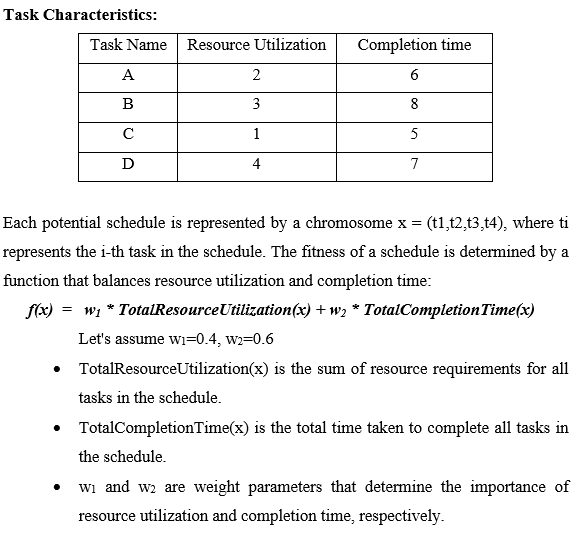 Task Characteristics:
Task Name Resource Utilization Completion time
A 2 6
B 3 8
C 1 5
D 4 7
Each potential schedule is represented by a chromosome x = (t1,t2,t3,t4), where ti
represents the i-th task in the schedule. The fitness of a schedule is determined by a
function that balances resource utilization and completion time:
f(x) = w₁ * TotalResourceUtilization(x) + w₂ * TotalCompletionTime(x)
Let's assume w₁=0.4, w₂=0.6
• TotalResourceUtilization(x) is the sum of resource requirements for all
tasks in the schedule.
• TotalCompletionTime(x) is the total time taken to complete all tasks in
the schedule.
• w₁ and w₂ are weight parameters that determine the importance of
resource utilization and completion time, respectively.